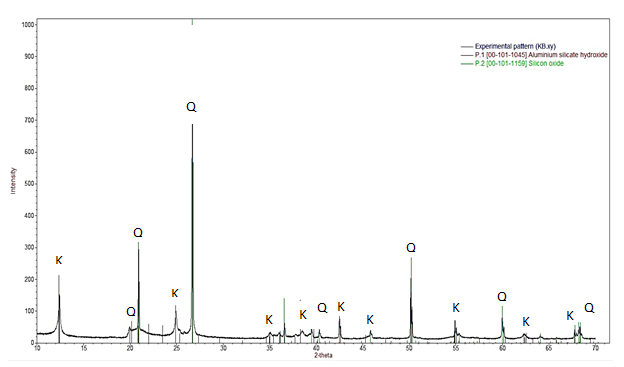 1000
900
800
700
600
500
400
300
200
100
0
Intensity
Experimental pattern (KB.xy)
P.1 [00-101-1045] Aluminium silicate hydroxide
P.2 [00-101-1159] Silicon oxide
Q
Q
Q
K
K
Q
K
K
Q
K
K
K
Q
K
K
Q
10 15 20 25 30 35 40 45 50 55 60 65 70
2-theta